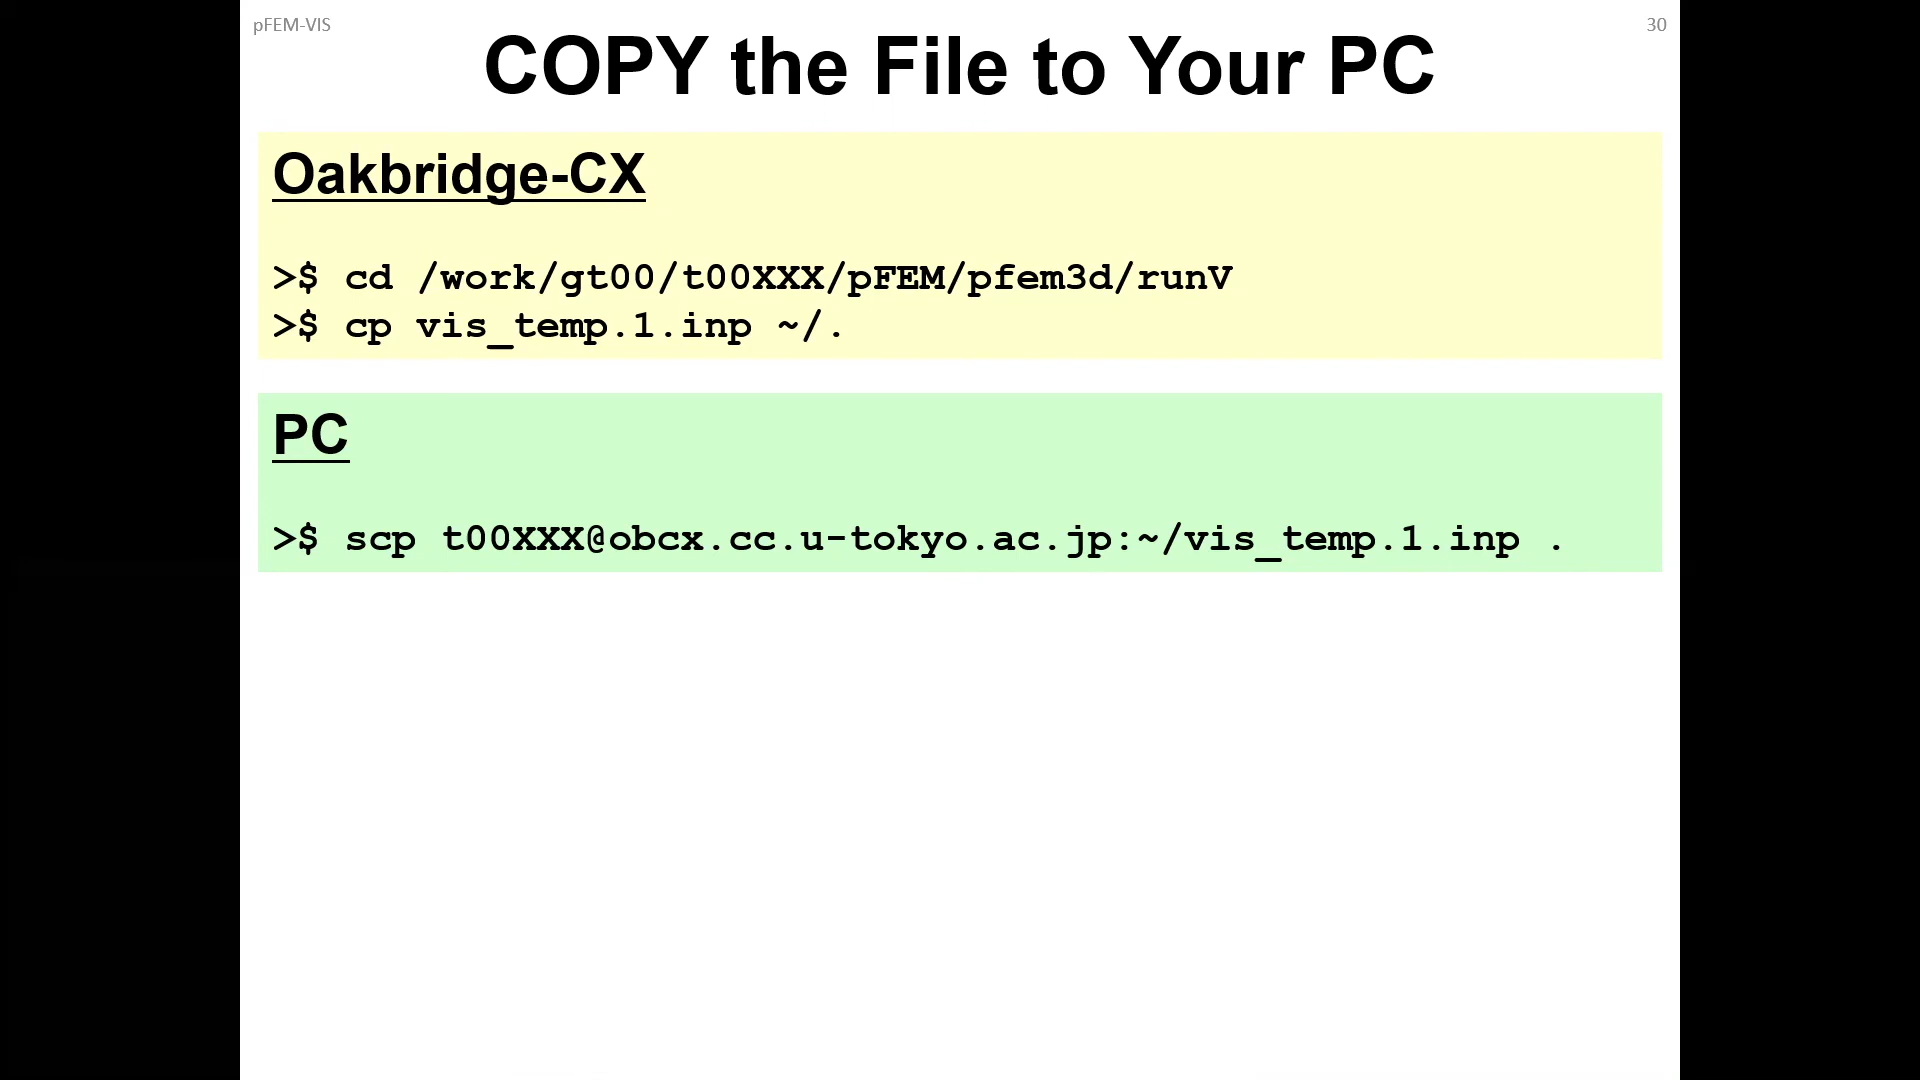 pFEM-VIS
30
COPY the File to Your PC
Oakbridge-CX
>$ cd /work/gt00/t00XXX/pFEM/pfem3d/runV
>$ cp vis_temp.1.inp ~/.
PC
>$ scp t00XXX@obcx.cc.u-tokyo.ac.jp:~/vis_temp.1.inp .